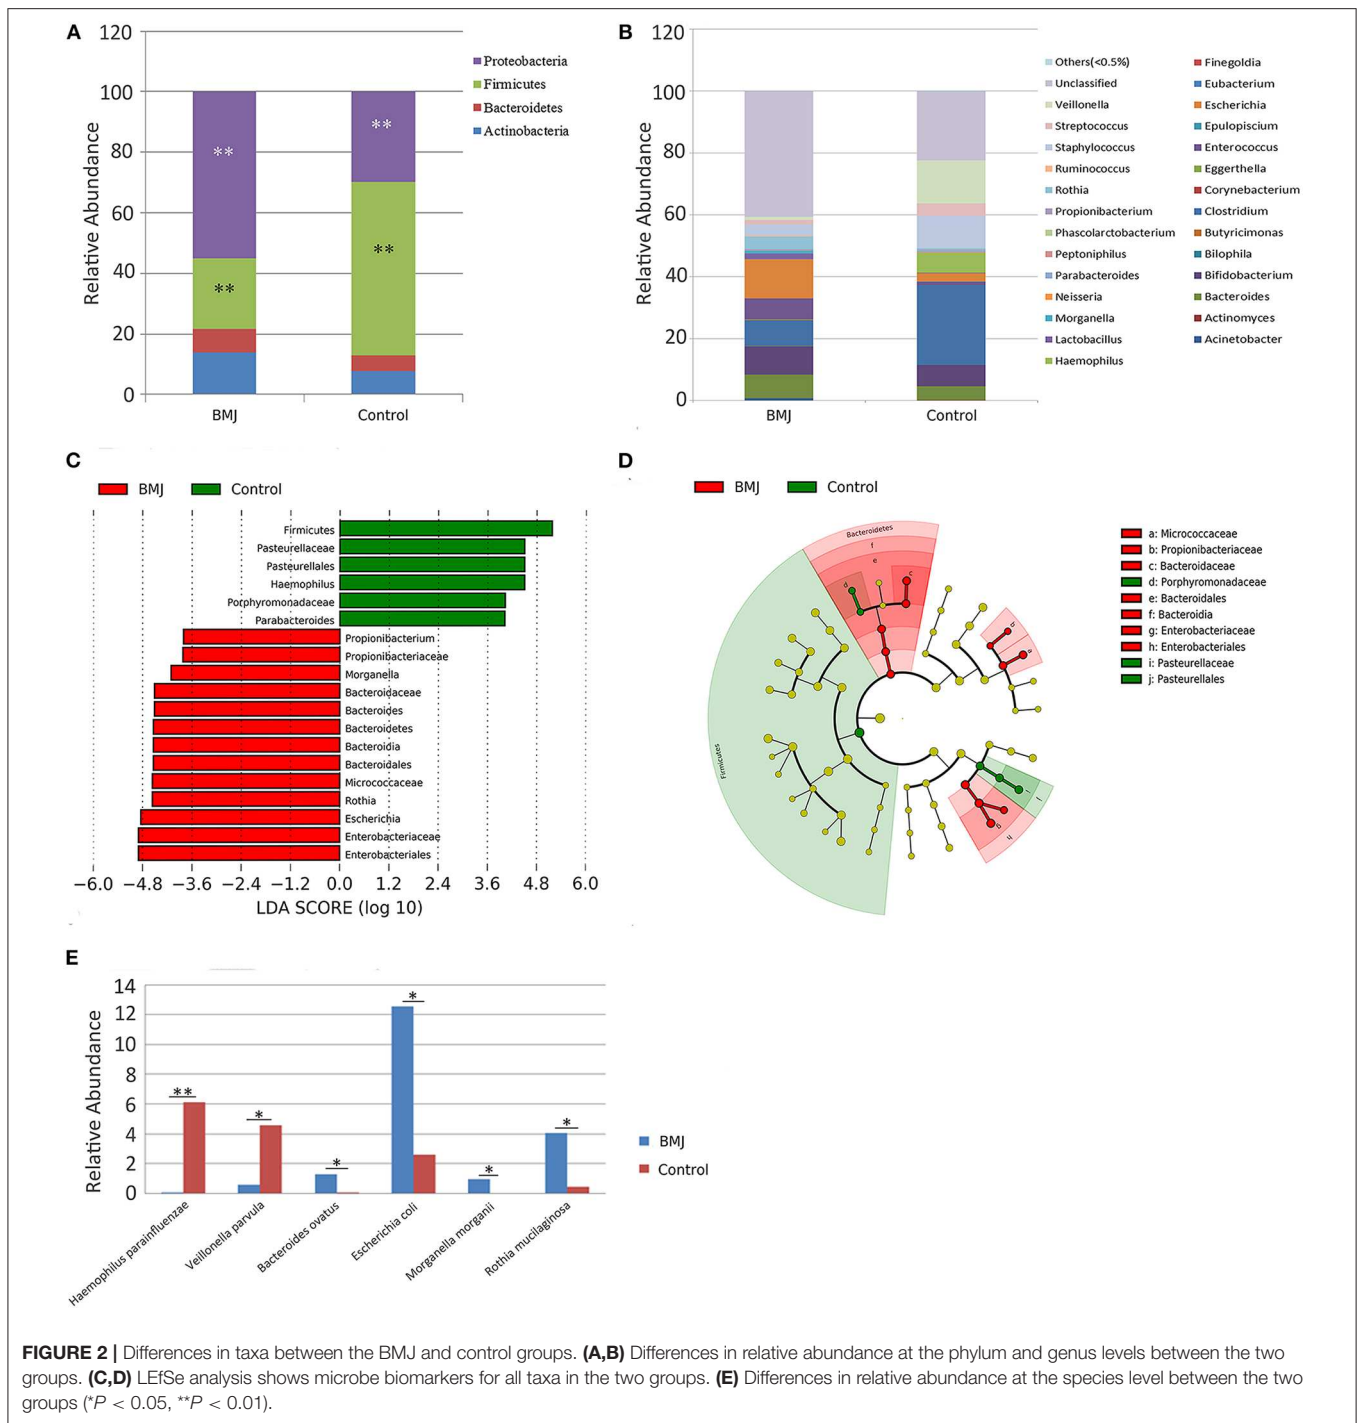 A
120
100
80
60
40
20
0
Relative Abundance
**
**
**
**
BMJ
Control
Proteobacteria
Firmicutes
Bacteroidetes
Actinobacteria
B
120
100
80
60
40
20
0
Relative Abundance
BMJ
Control
Others(<0.5%)
Unclassified
Veillonella
Streptococcus
Staphylococcus
Ruminococcus
Rothia
Propionibacterium
Phascolarctobacterium
Peptoniphilus
Parabacteroides
Neisseria
Morganella
Lactobacillus
Haemophilus
Finegoldia
Eubacterium
Escherichia
Epulopiscium
Enterococcus
Eggerthella
Corynebacterium
Clostridium
Butyricimonas
Bilophila
Bifidobacterium
Bacteroides
Actinomyces
Acinetobacter
C
BMJ
Control
Firmicutes
Pasteurellaceae
Pasteurellales
Haemophilus
Porphyromonadaceae
Parabacteroides
Propionibacterium
Propionibacteriaceae
Morganella
Bacteroidaceae
Bacteroides
Bacteroidetes
Bacteroidia
Bacteroidales
Micrococcaceae
Rothia
Escherichia
Enterobacteriaceae
Enterobacteriales
−6.0 −4.8 −3.6 −2.4 −1.2 0.0 1.2 2.4 3.6 4.8 6.0
LDA SCORE (log 10)
D
BMJ
Control
Bacteroidetes
f
e
d
c
b
a
Firmicutes
i
j
g
h
a: Micrococcaceae
b: Propionibacteriaceae
c: Bacteroidaceae
d: Porphyromonadaceae
e: Bacteroidales
f: Bacteroidia
g: Enterobacteriaceae
h: Enterobacteriales
i: Pasteurellaceae
j: Pasteurellales
E
14
12
10
8
6
4
2
0
Relative Abundance
**
*
*
*
*
*
Haemophilus parainfluenzae
Veillonella parvula
Bacteroides ovatus
Escherichia coli
Morganella morganii
Rothia mucilaginosa
BMJ
Control
FIGURE 2 | Differences in taxa between the BMJ and control groups. (A,B) Differences in relative abundance at the phylum and genus levels between the two
groups. (C,D) LEfSe analysis shows microbe biomarkers for all taxa in the two groups. (E) Differences in relative abundance at the species level between the two
groups (*P < 0.05, **P < 0.01).